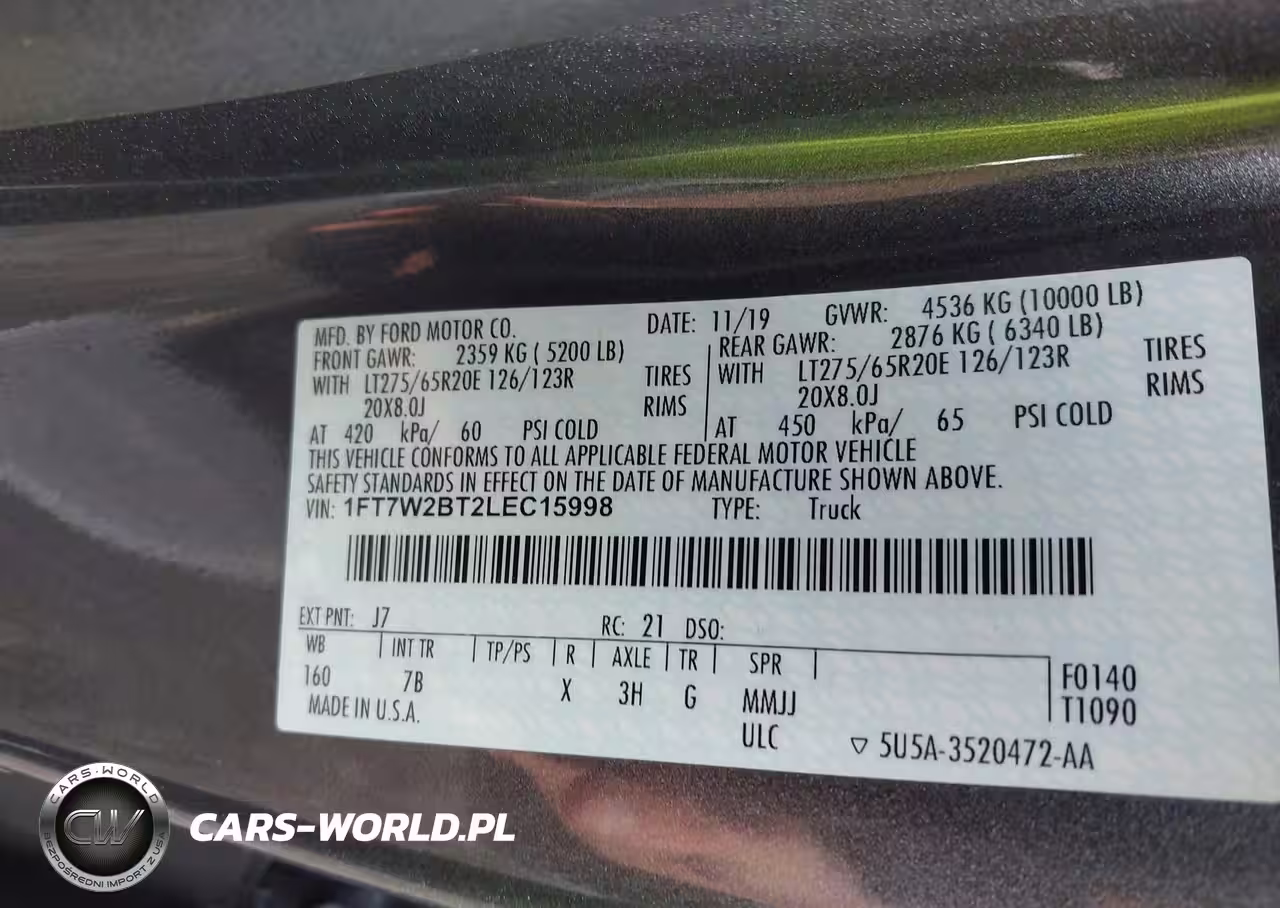 MFD. BY FORD MOTOR CO. DATE: 11/19 GVWR: 4536 KG (10000 LB)
FRONT GAWR: 2359 KG ( 5200 LB) REAR GAWR: 2876 KG ( 6340 LB)
WITH LT275/65R20E 126/123R TIRES WITH LT275/65R20E 126/123R TIRES
20X8.0J RIMS 20X8.0J RIMS
AT 420 kPa/ 60 PSI COLD AT 450 kPa/ 65 PSI COLD
THIS VEHICLE CONFORMS TO ALL APPLICABLE FEDERAL MOTOR VEHICLE
SAFETY STANDARDS IN EFFECT ON THE DATE OF MANUFACTURE SHOWN ABOVE.
VIN: 1FT7W2BT2LEC15998 TYPE: Truck
EXT PNT: J7 RC: 21 DSO:
WB INT TR TP/PS R AXLE TR SPR
160 7B X 3H G MMJJ F0140
MADE IN U.S.A. ULC T1090
▽ 5U5A-3520472-AA
CARS-WORLD
CW
BEZPOŚREDNI IMPORT Z USA
CARS-WORLD.PL